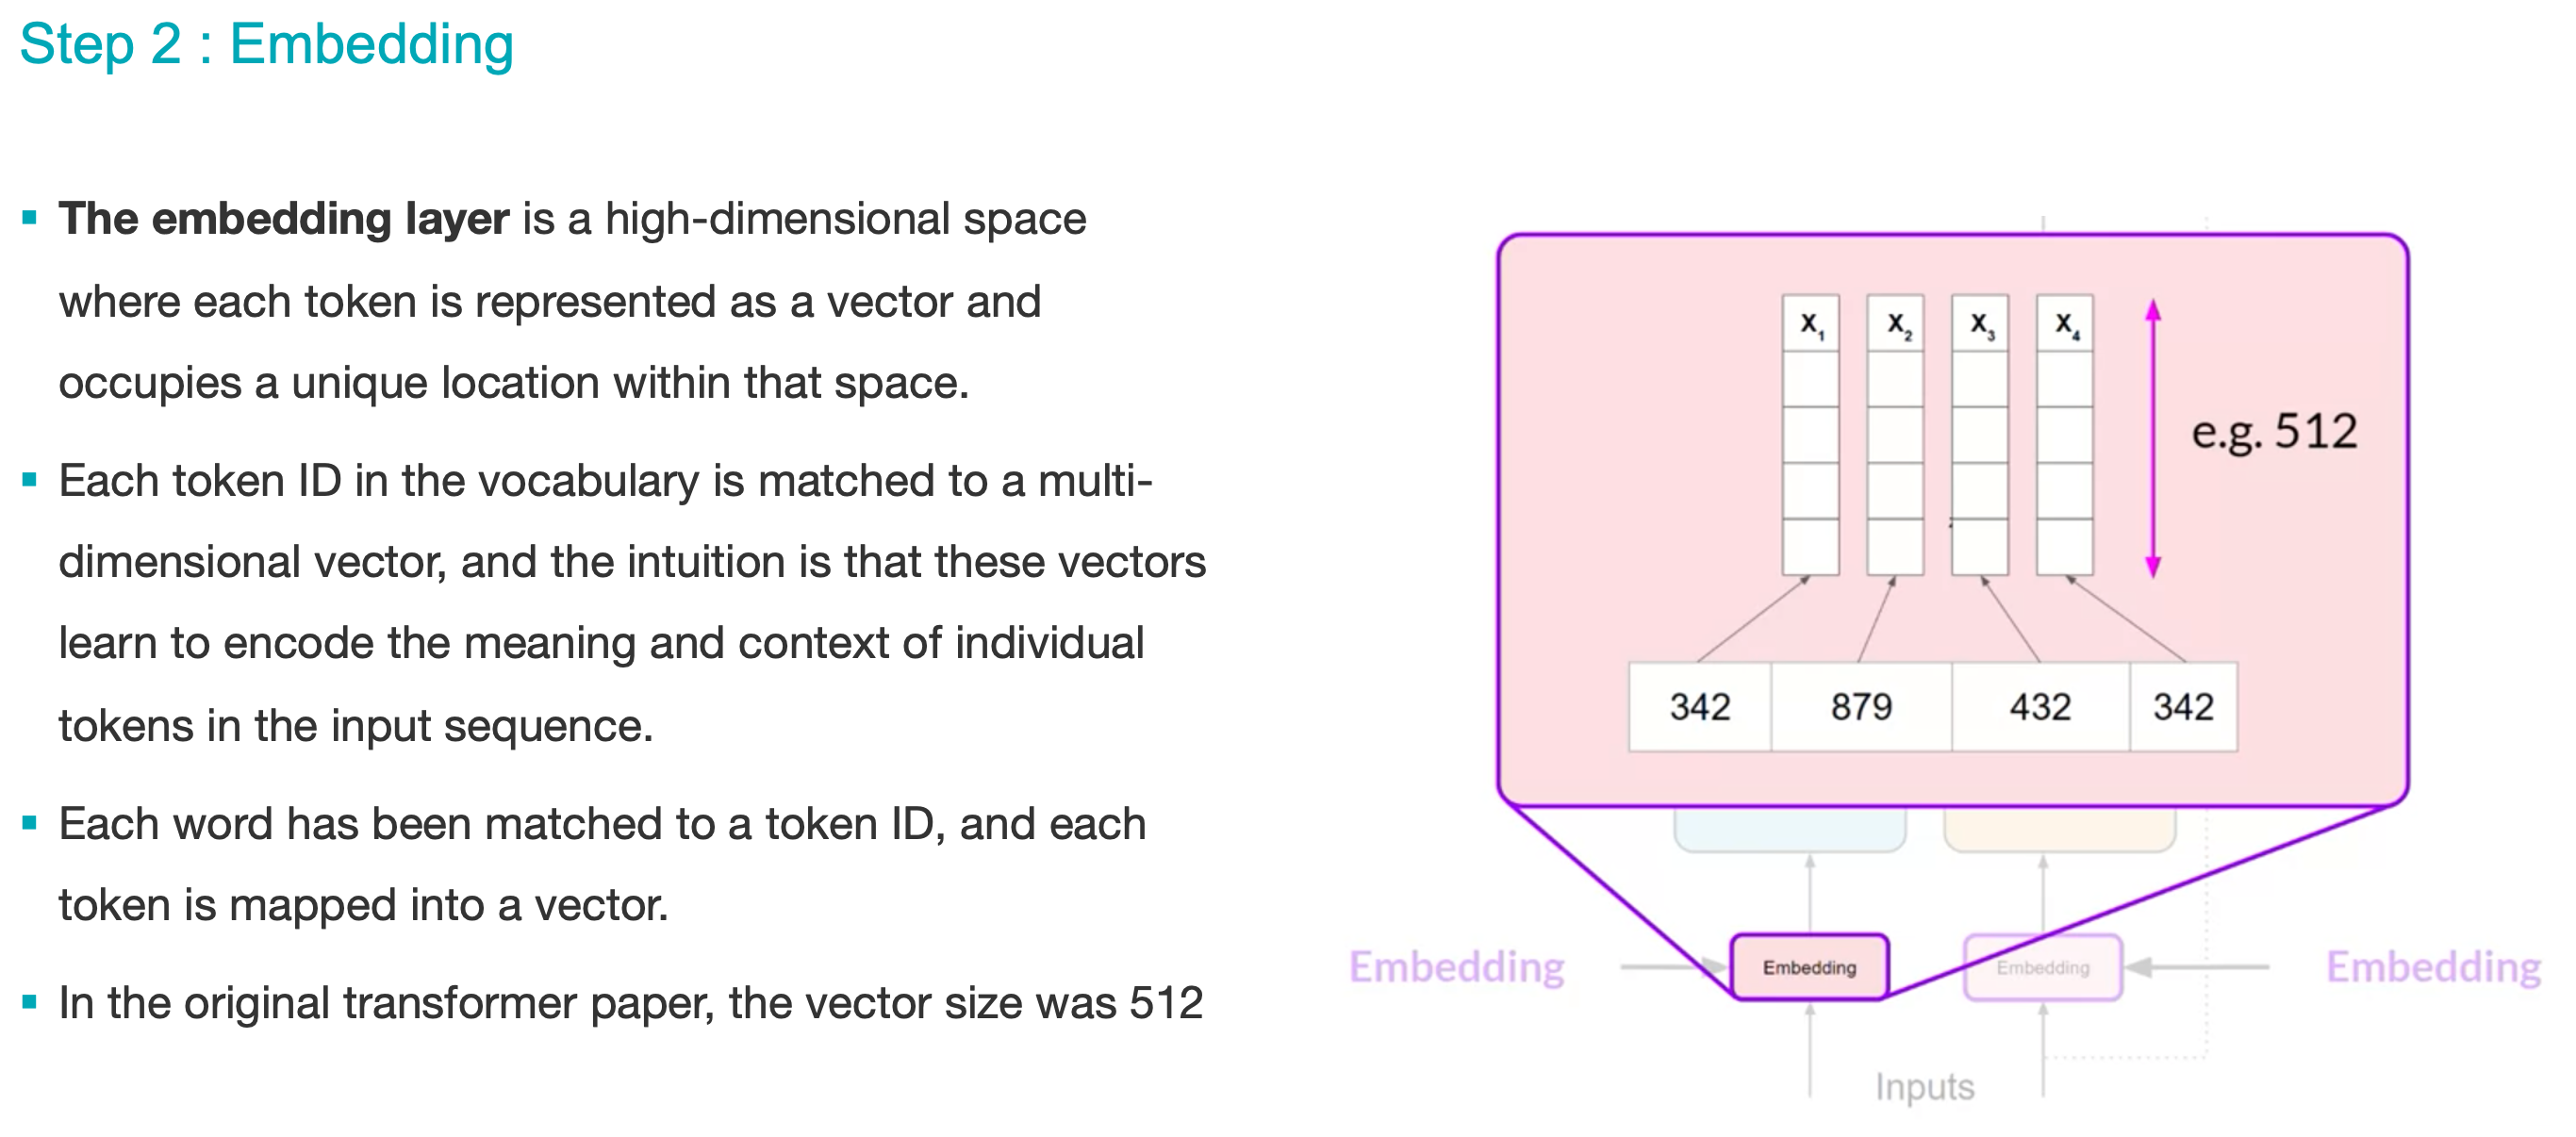 Step 2 : Embedding
▪ The embedding layer is a high-dimensional space
where each token is represented as a vector and
occupies a unique location within that space.
▪ Each token ID in the vocabulary is matched to a multi-
dimensional vector, and the intuition is that these vectors
learn to encode the meaning and context of individual
tokens in the input sequence.
▪ Each word has been matched to a token ID, and each
token is mapped into a vector.
▪ In the original transformer paper, the vector size was 512
X₁ X₂ X₃ X₄
e.g. 512
342 879 432 342
Embedding Embedding Embedding Embedding
Inputs